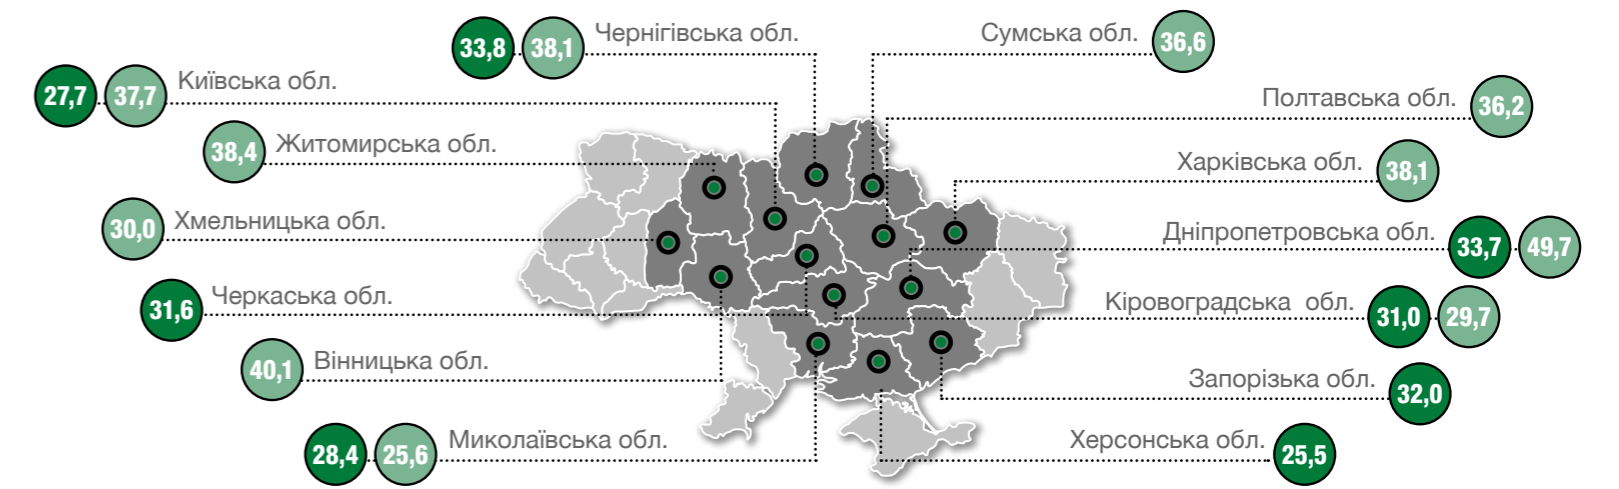 33,8 38,1 Чернігівська обл.
Сумська обл. 36,6
27,7 37,7 Київська обл.
Полтавська обл. 36,2
38,4 Житомирська обл.
Харківська обл. 38,1
30,0 Хмельницька обл.
Дніпропетровська обл. 33,7 49,7
31,6 Черкаська обл.
Кіровоградська обл. 31,0 29,7
40,1 Вінницька обл.
Запорізька обл. 32,0
28,4 25,6 Миколаївська обл.
Херсонська обл. 25,5